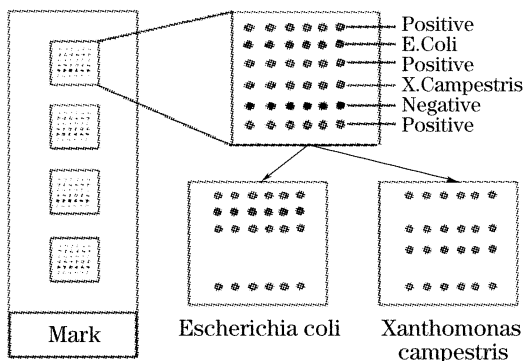 Positive
E.Coli
Positive
X.Campestris
Negative
Positive
Mark
Escherichia coli
Xanthomonas
campestris